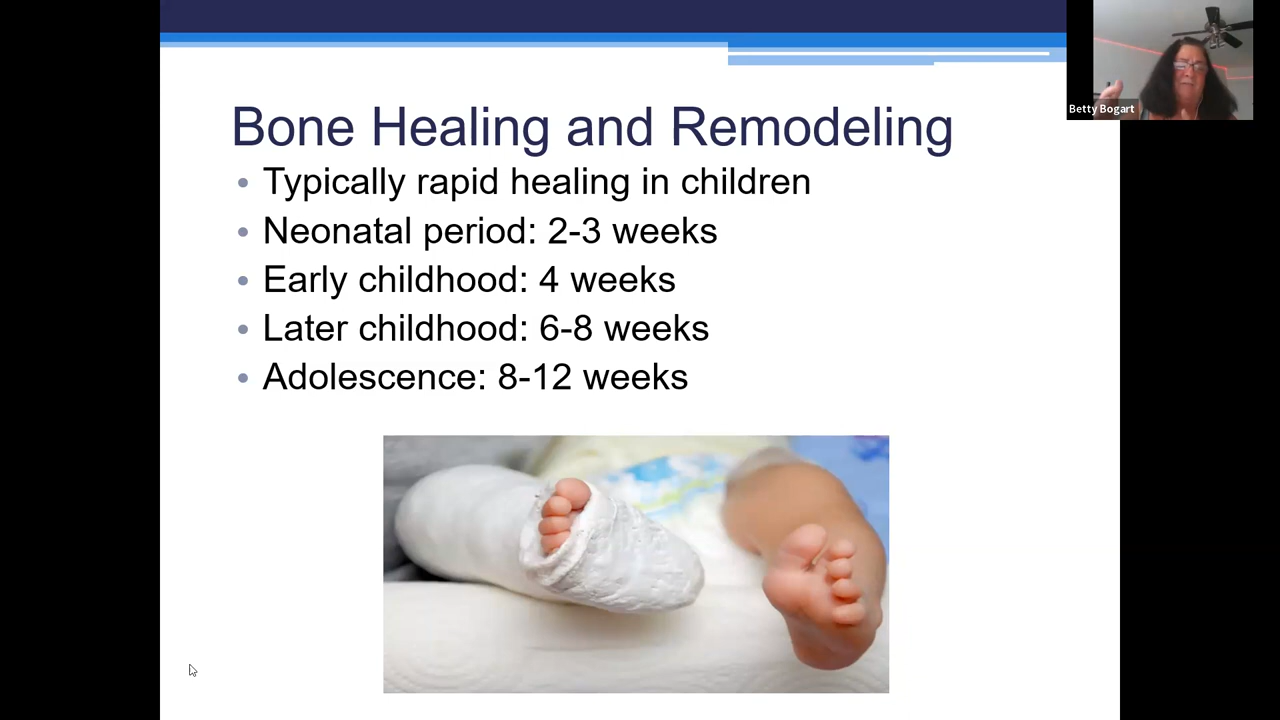 Betty Bogart
Bone Healing and Remodeling
• Typically rapid healing in children
• Neonatal period: 2-3 weeks
• Early childhood: 4 weeks
• Later childhood: 6-8 weeks
• Adolescence: 8-12 weeks